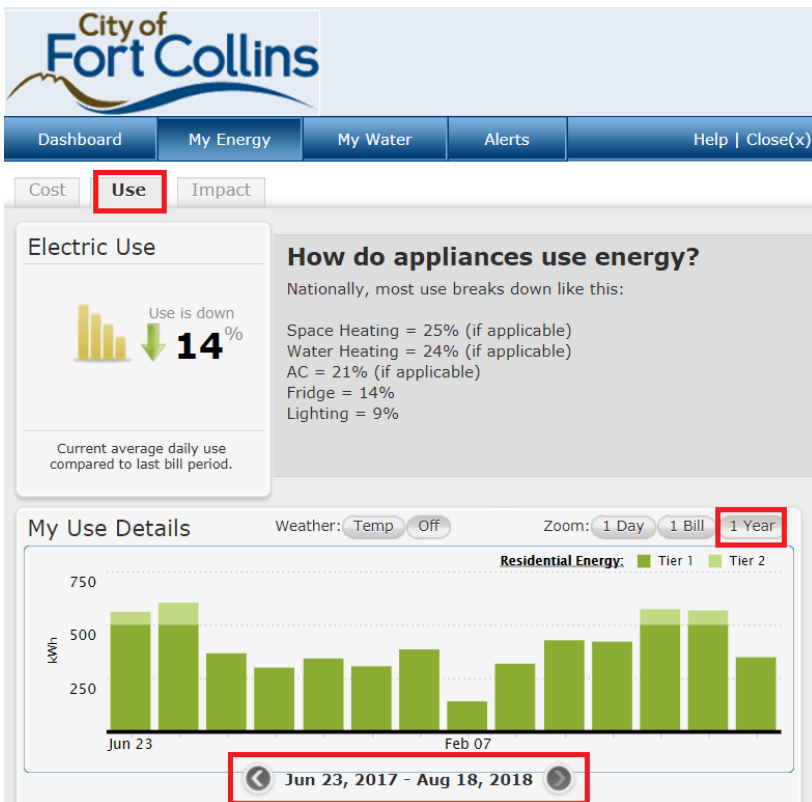 City of
Fort Collins
Dashboard My Energy My Water Alerts Help | Close(x)
Cost Use Impact
Electric Use
Use is down
14%
Current average daily use
compared to last bill period.
How do appliances use energy?
Nationally, most use breaks down like this:
Space Heating = 25% (if applicable)
Water Heating = 24% (if applicable)
AC = 21% (if applicable)
Fridge = 14%
Lighting = 9%
My Use Details Weather: Temp Off Zoom: 1 Day 1 Bill 1 Year
Residential Energy: Tier 1 Tier 2
750
500
kWh
250
Jun 23 Feb 07
Jun 23, 2017 - Aug 18, 2018